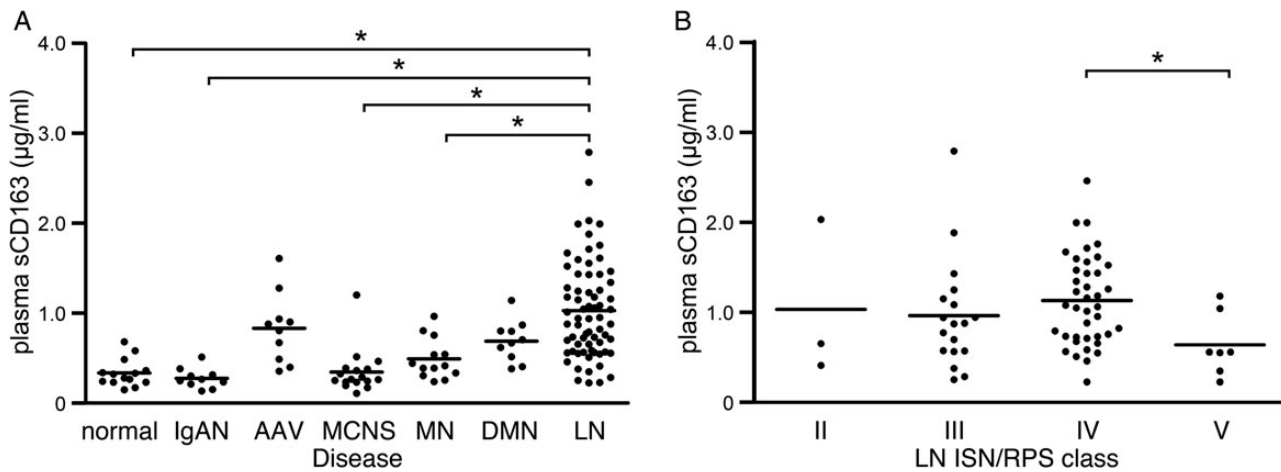 A
plasma sCD163 (µg/ml)
4.0
3.0
2.0
1.0
0
*
*
*
*
normal IgAN AAV MCNS MN DMN LN
Disease
B
plasma sCD163 (µg/ml)
4.0
3.0
2.0
1.0
0
*
II III IV V
LN ISN/RPS class